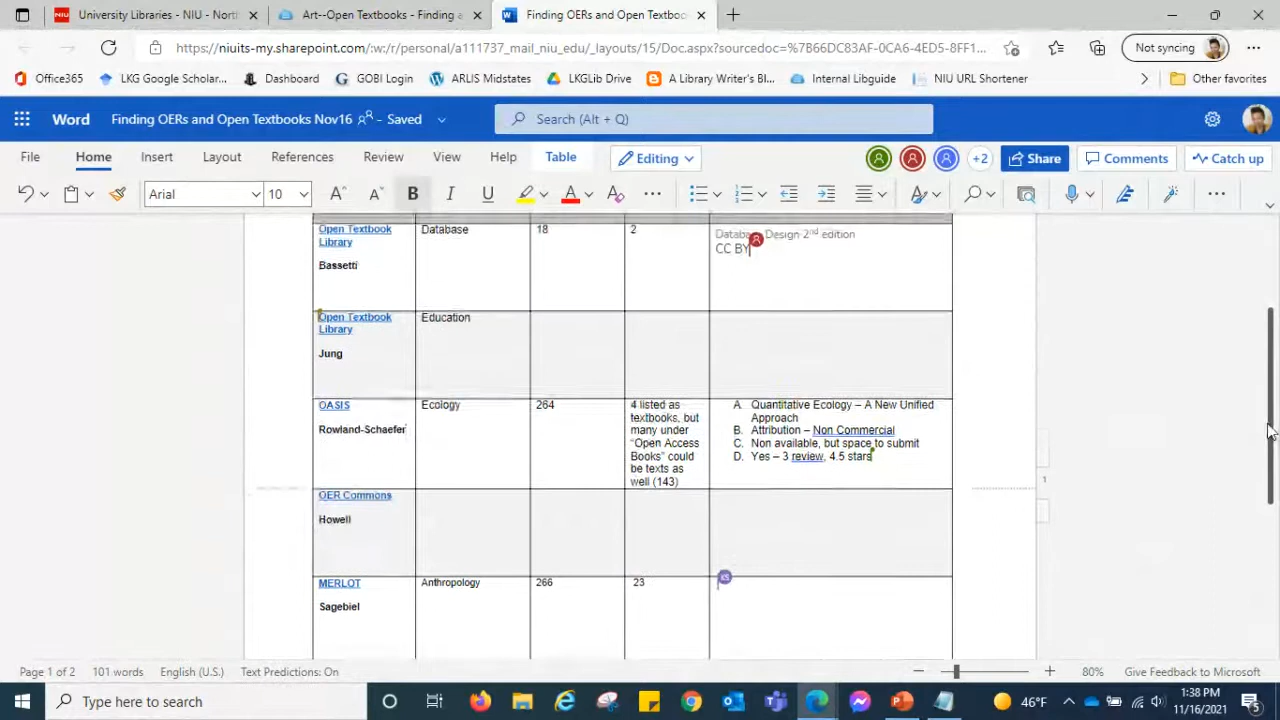 University Libraries - NIU - North
Art--Open Textbooks - Finding a
Finding OERs and Open Textboo
https://niuits-my.sharepoint.com/:w:/r/personal/a111737_mail_niu_edu/_layouts/15/Doc.aspx?sourcedoc=%7B66DC83AF-0CA6-4ED5-8FF1...
Not syncing
Office365
LKG Google Scholar...
Dashboard
GOBI Login
ARLIS Midstates
LKGLib Drive
A Library Writer's Bl...
Internal Libguide
NIU URL Shortener
Other favorites
Word
Finding OERs and Open Textbooks Nov16
- Saved
Search (Alt + Q)
File
Home
Insert
Layout
References
Review
View
Help
Table
Editing
+2
Share
Comments
Catch up
Arial
10
A
A
B
I
U
A
A
Open Textbook
Library
Bassetti
Database
18
2
Design 2nd edition
CC BY
Open Textbook
Library
Jung
Education
OASIS
Rowland-Schaefer
Ecology
264
4 listed as
textbooks, but
many under
"Open Access
Books" could
be texts as
well (143)
A. Quantitative Ecology – A New Unified
Approach
B. Attribution – Non Commercial
C. Non available, but space to submit
D. Yes – 3 review, 4.5 stars
OER Commons
Howell
MERLOT
Sagebiel
Anthropology
266
23
KS
1
Page 1 of 2
101 words
English (U.S.)
Text Predictions: On
80%
Give Feedback to Microsoft
Type here to search
46°F
1:38 PM
11/16/2021
5